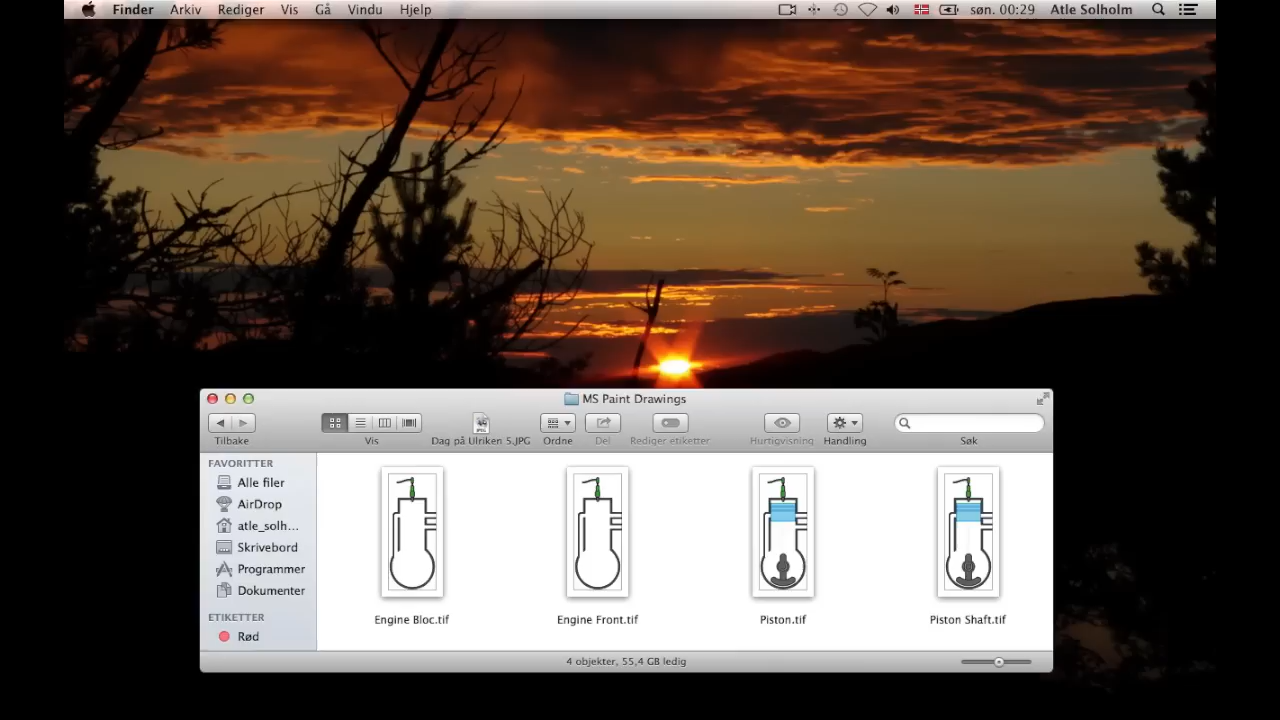 Finder Arkiv Rediger Vis Gå Vindu Hjelp søn. 00:29 Atle Solholm
MS Paint Drawings
Tilbake Vis Dag på Ulriken 5.JPG Ordne Del Rediger etiketter Hurtigvisning Handling Søk
FAVORITTER
Alle filer
AirDrop
atle_solh...
Skrivebord
Programmer
Dokumenter
ETIKETTER
Rød
Engine Bloc.tif Engine Front.tif Piston.tif Piston Shaft.tif
4 objekter, 55,4 GB ledig